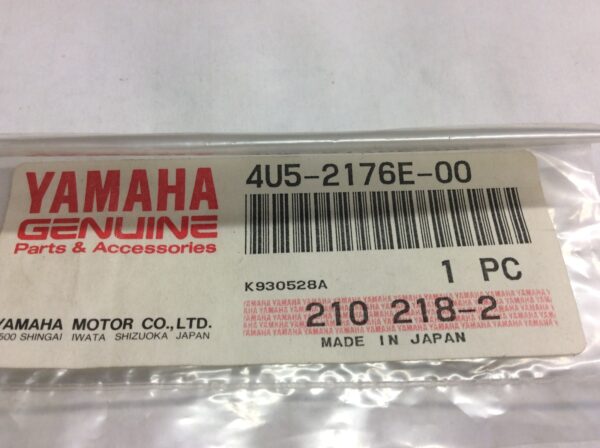 YAMAHA
GENUINE
Parts & Accessories
4U5-2176E-00
1 PC
K930528A
210 218-2
MADE IN JAPAN
YAMAHA MOTOR CO., LTD.
2500 SHINGAI IWATA SHIZUOKA JAPAN